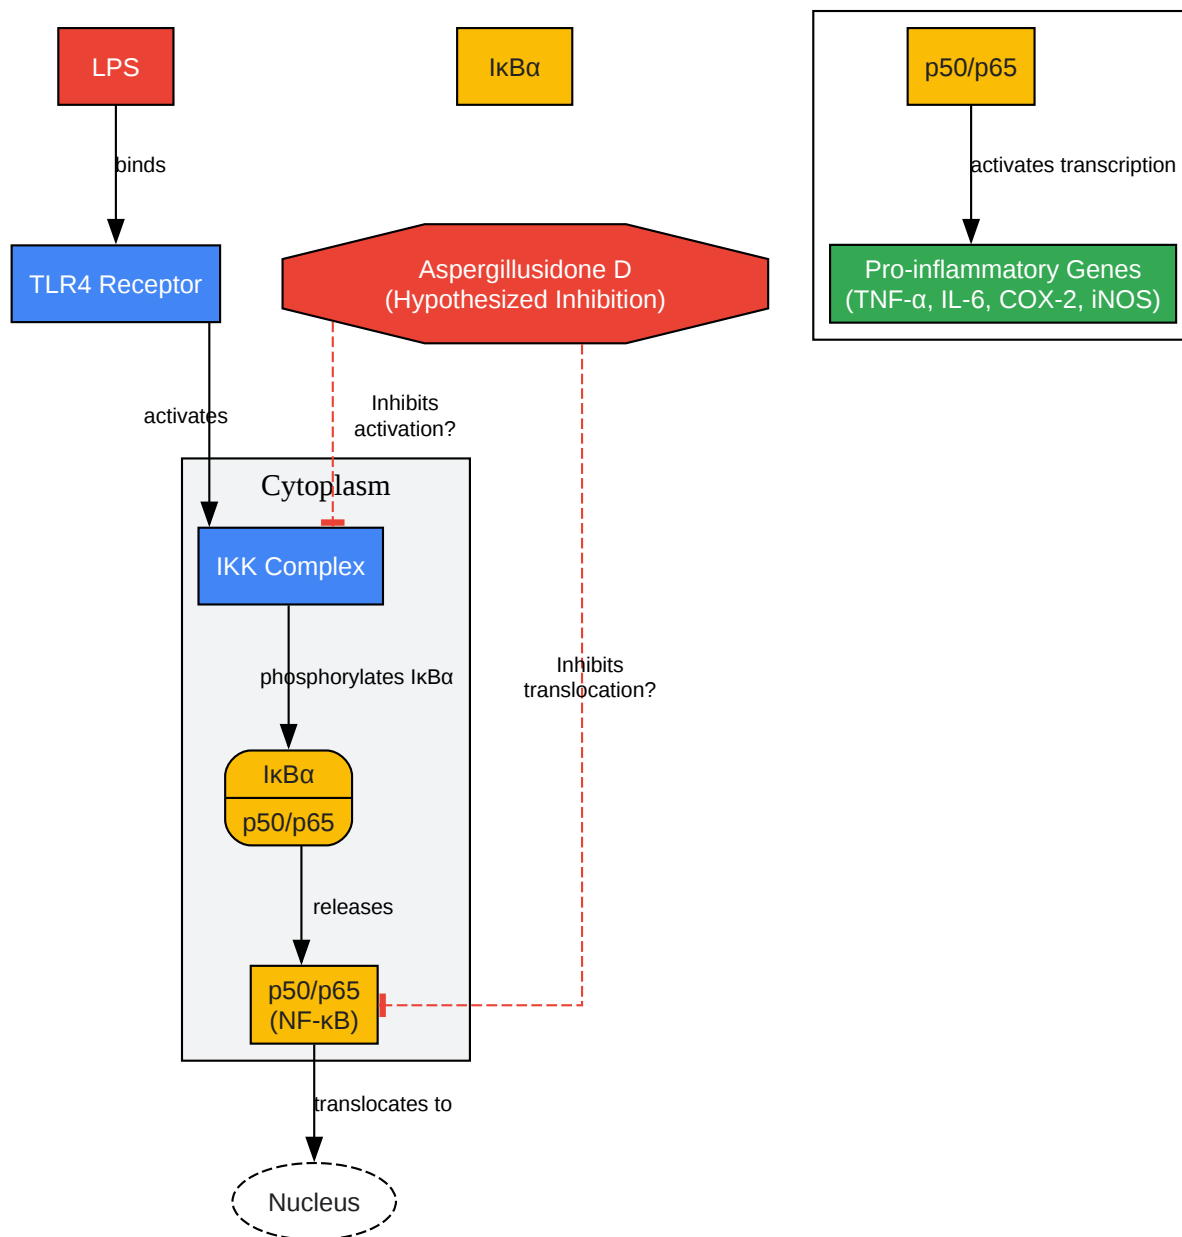 LPS
IκBα
p50/p65
binds
activates transcription
TLR4 Receptor
Aspergillusidone D
(Hypothesized Inhibition)
Pro-inflammatory Genes
(TNF-α, IL-6, COX-2, iNOS)
activates
Inhibits
activation?
Cytoplasm
IKK Complex
phosphorylates IκBα
Inhibits
translocation?
IκBα
p50/p65
releases
p50/p65
(NF-κB)
translocates to
Nucleus